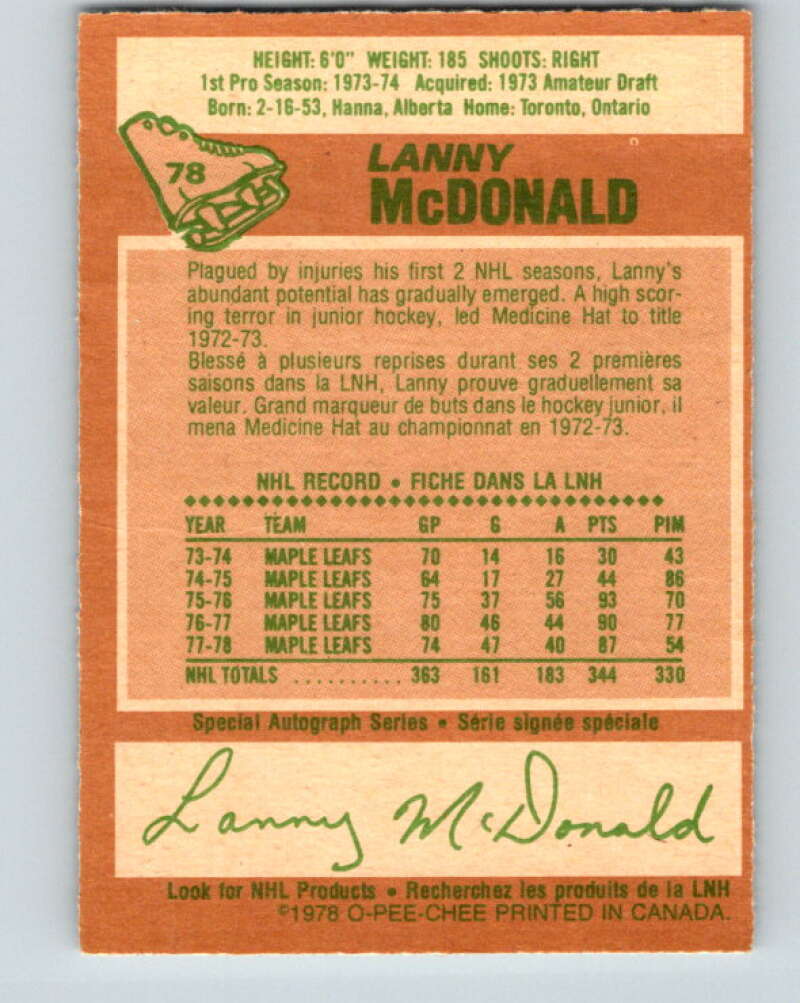 HEIGHT: 6'0" WEIGHT: 185 SHOOTS: RIGHT
1st Pro Season: 1973-74 Acquired: 1973 Amateur Draft
Born: 2-16-53, Hanna, Alberta Home: Toronto, Ontario
78
LANNY
McDONALD
Plagued by injuries his first 2 NHL seasons, Lanny's
abundant potential has gradually emerged. A high scor-
ing terror in junior hockey, led Medicine Hat to title
1972-73.
Blessé à plusieurs reprises durant ses 2 premières
saisons dans la LNH, Lanny prouve graduellement sa
valeur. Grand marqueur de buts dans le hockey junior, il
mena Medicine Hat au championnat en 1972-73.
NHL RECORD • FICHE DANS LA LNH
YEAR TEAM GP G A PTS PIM
73-74 MAPLE LEAFS 70 14 16 30 43
74-75 MAPLE LEAFS 64 17 27 44 86
75-76 MAPLE LEAFS 75 37 56 93 70
76-77 MAPLE LEAFS 80 46 44 90 77
77-78 MAPLE LEAFS 74 47 40 87 54
NHL TOTALS .......... 363 161 183 344 330
Special Autograph Series • Série signée spéciale
Lanny McDonald
Look for NHL Products • Recherchez les produits de la LNH
©1978 O-PEE-CHEE PRINTED IN CANADA.